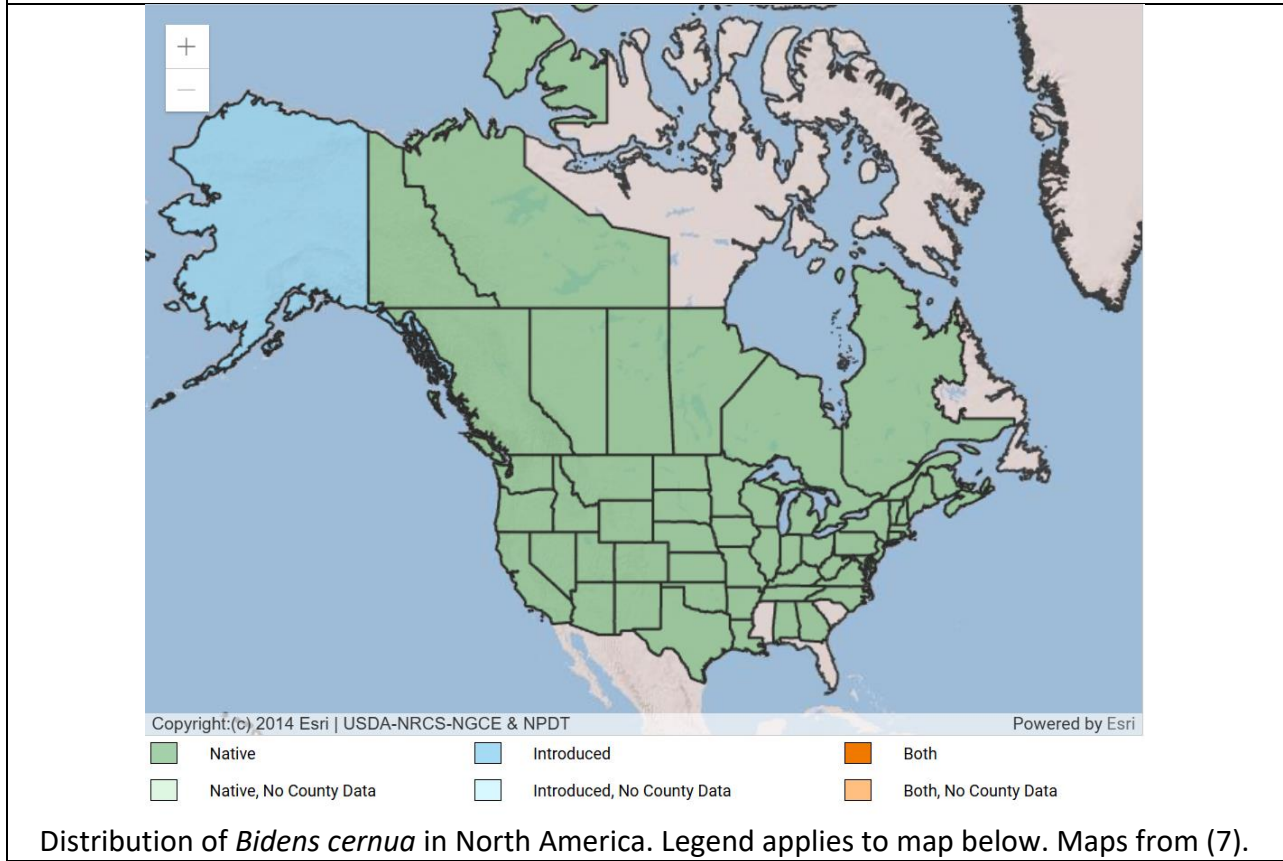 +
−
Copyright:(c) 2014 Esri | USDA-NRCS-NGCE & NPDT Powered by Esri
Native Introduced Both
Native, No County Data Introduced, No County Data Both, No County Data
Distribution of Bidens cernua in North America. Legend applies to map below. Maps from (7).